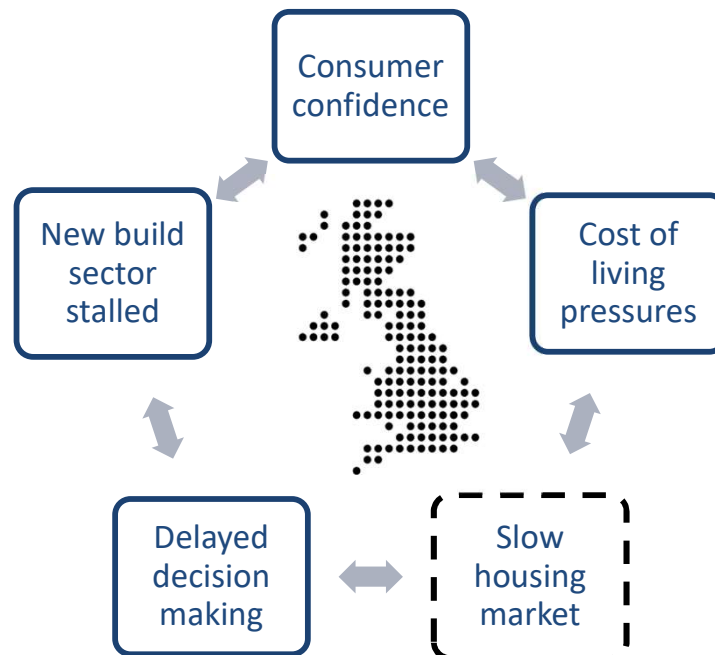 Consumer
confidence
New build
sector
stalled
Cost of
living
pressures
Delayed
decision
making
Slow
housing
market